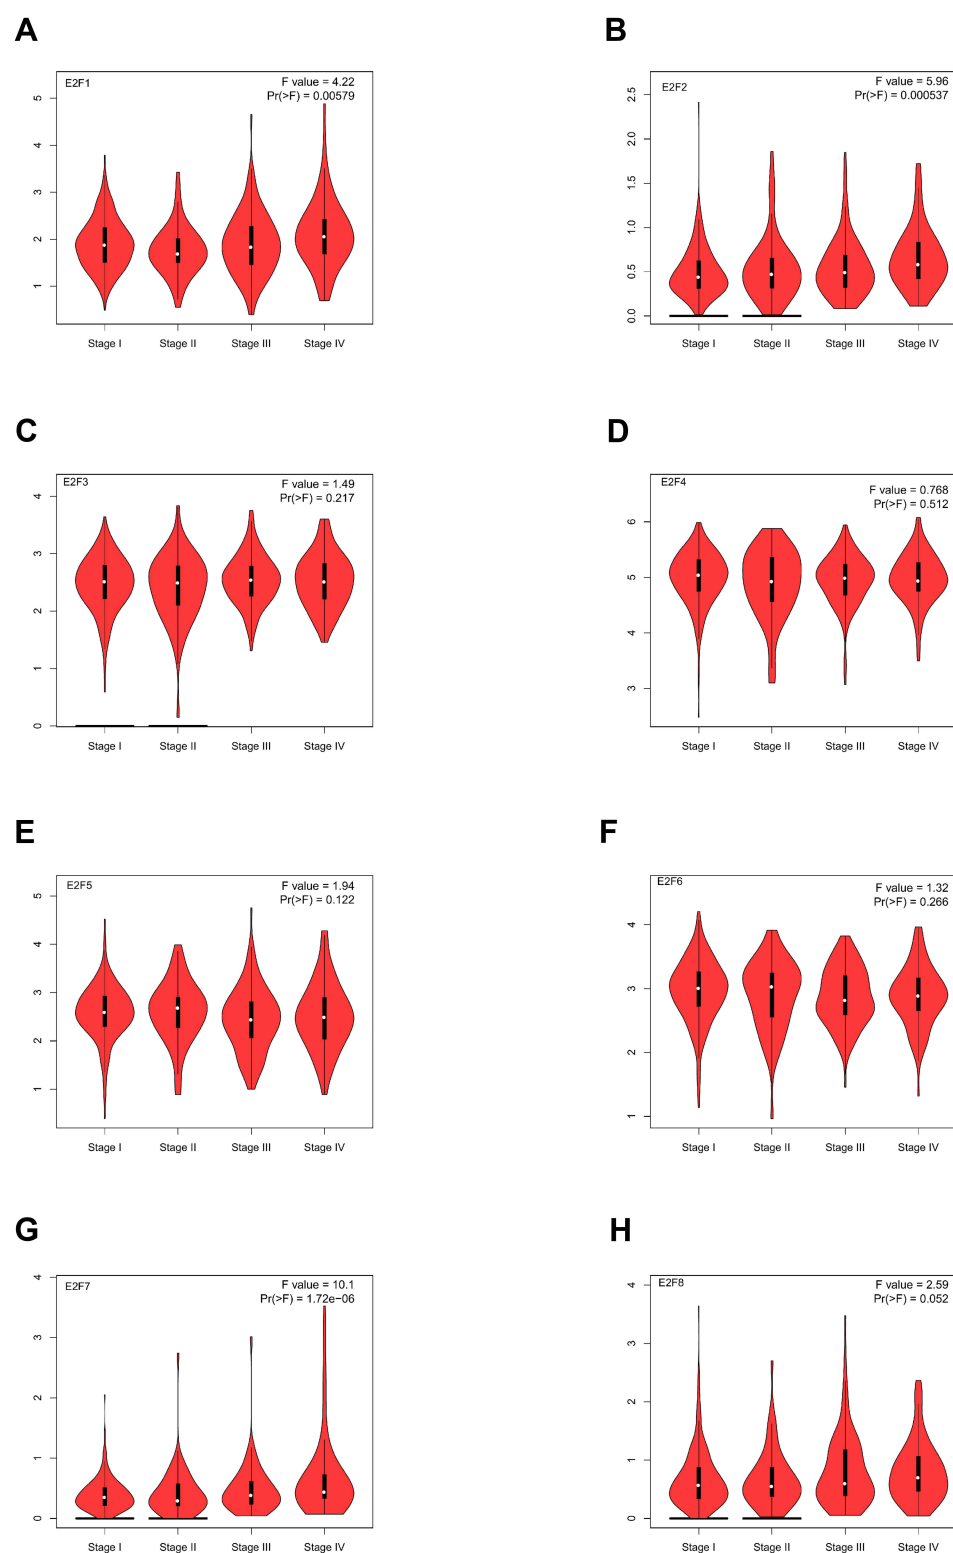 A
E2F1
F value = 4.22
Pr(>F) = 0.00579
5
4
3
2
1
Stage I Stage II Stage III Stage IV
B
E2F2
F value = 5.96
Pr(>F) = 0.000537
2.5
2.0
1.5
1.0
0.5
0.0
Stage I Stage II Stage III Stage IV
C
E2F3
F value = 1.49
Pr(>F) = 0.217
4
3
2
1
0
Stage I Stage II Stage III Stage IV
D
E2F4
F value = 0.768
Pr(>F) = 0.512
6
5
4
3
Stage I Stage II Stage III Stage IV
E
E2F5
F value = 1.94
Pr(>F) = 0.122
5
4
3
2
1
Stage I Stage II Stage III Stage IV
F
E2F6
F value = 1.32
Pr(>F) = 0.266
4
3
2
1
Stage I Stage II Stage III Stage IV
G
E2F7
F value = 10.1
Pr(>F) = 1.72e−06
4
3
2
1
0
Stage I Stage II Stage III Stage IV
H
E2F8
F value = 2.59
Pr(>F) = 0.052
4
3
2
1
0
Stage I Stage II Stage III Stage IV